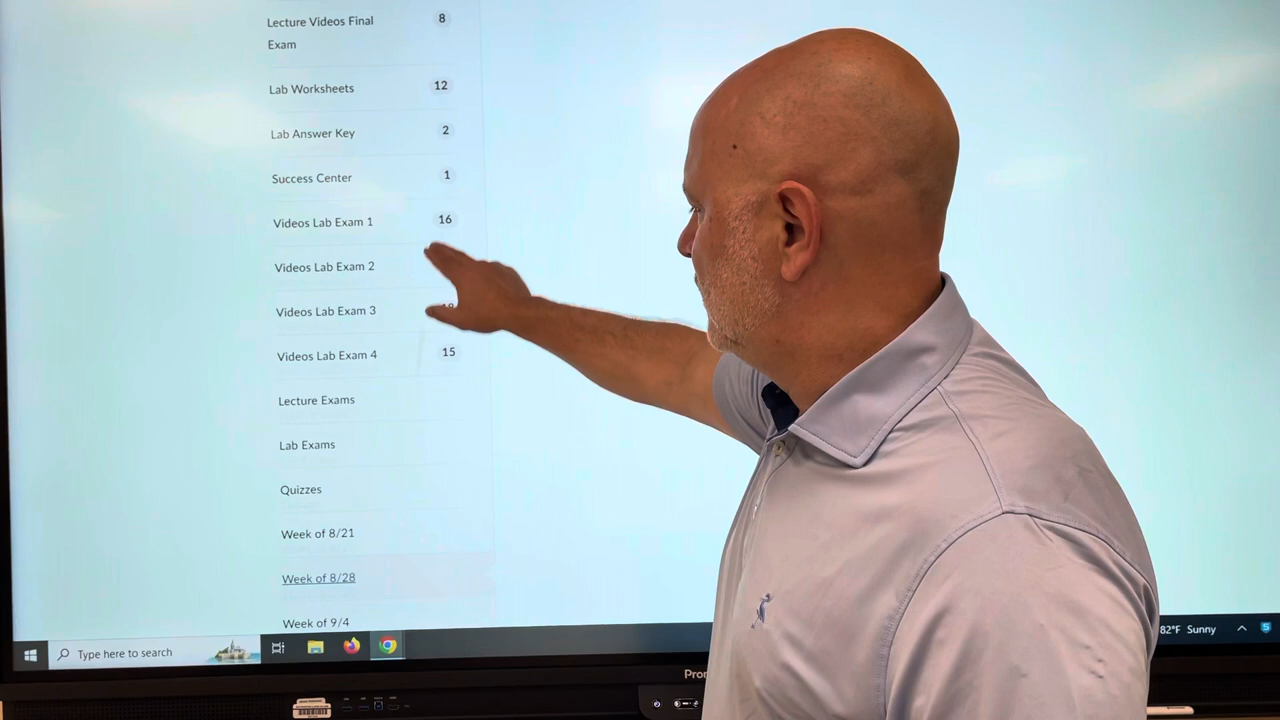 Lecture Videos Final 8
Exam
Lab Worksheets 12
Lab Answer Key 2
Success Center 1
Videos Lab Exam 1 16
Videos Lab Exam 2
Videos Lab Exam 3
Videos Lab Exam 4 15
Lecture Exams
Lab Exams
Quizzes
Week of 8/21
Week of 8/28
Week of 9/4
Type here to search
82°F Sunny